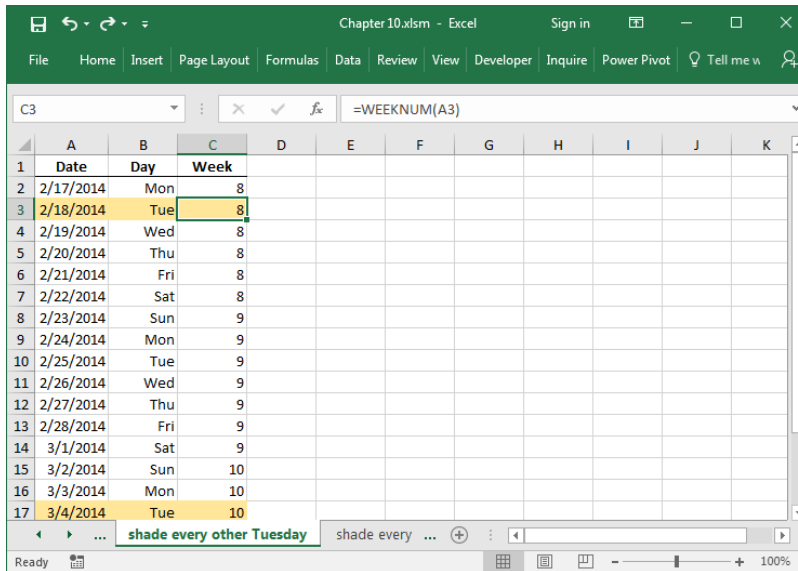 Chapter 10.xlsm - Excel Sign in
File Home Insert Page Layout Formulas Data Review View Developer Inquire Power Pivot Tell me w
C3 fx =WEEKNUM(A3)
A B C D E F G H I J K
1 Date Day Week
2 2/17/2014 Mon 8
3 2/18/2014 Tue 8
4 2/19/2014 Wed 8
5 2/20/2014 Thu 8
6 2/21/2014 Fri 8
7 2/22/2014 Sat 8
8 2/23/2014 Sun 9
9 2/24/2014 Mon 9
10 2/25/2014 Tue 9
11 2/26/2014 Wed 9
12 2/27/2014 Thu 9
13 2/28/2014 Fri 9
14 3/1/2014 Sat 9
15 3/2/2014 Sun 10
16 3/3/2014 Mon 10
17 3/4/2014 Tue 10
... shade every other Tuesday shade every ...
Ready 100%